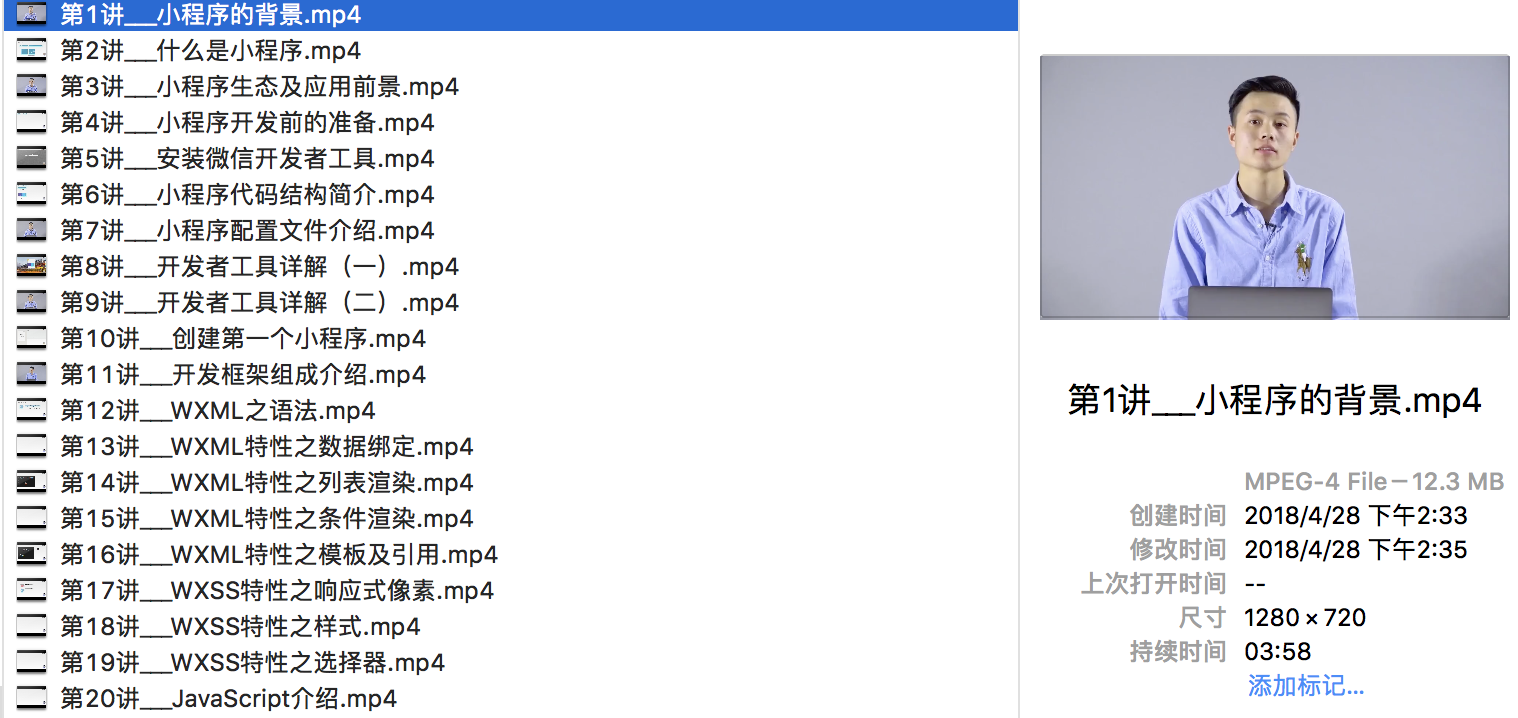 第1讲___小程序的背景.mp4
第2讲___什么是小程序.mp4
第3讲___小程序生态及应用前景.mp4
第4讲___小程序开发前的准备.mp4
第5讲___安装微信开发者工具.mp4
第6讲___小程序代码结构简介.mp4
第7讲___小程序配置文件介绍.mp4
第8讲___开发者工具详解（一）.mp4
第9讲___开发者工具详解（二）.mp4
第10讲___创建第一个小程序.mp4
第11讲___开发框架组成介绍.mp4
第12讲___WXML之语法.mp4
第13讲___WXML特性之数据绑定.mp4
第14讲___WXML特性之列表渲染.mp4
第15讲___WXML特性之条件渲染.mp4
第16讲___WXML特性之模板及引用.mp4
第17讲___WXSS特性之响应式像素.mp4
第18讲___WXSS特性之样式.mp4
第19讲___WXSS特性之选择器.mp4
第20讲___JavaScript介绍.mp4
第1讲___小程序的背景.mp4
MPEG-4 File－12.3 MB
创建时间 2018/4/28 下午2:33
修改时间 2018/4/28 下午2:35
上次打开时间 --
尺寸 1280×720
持续时间 03:58
添加标记...